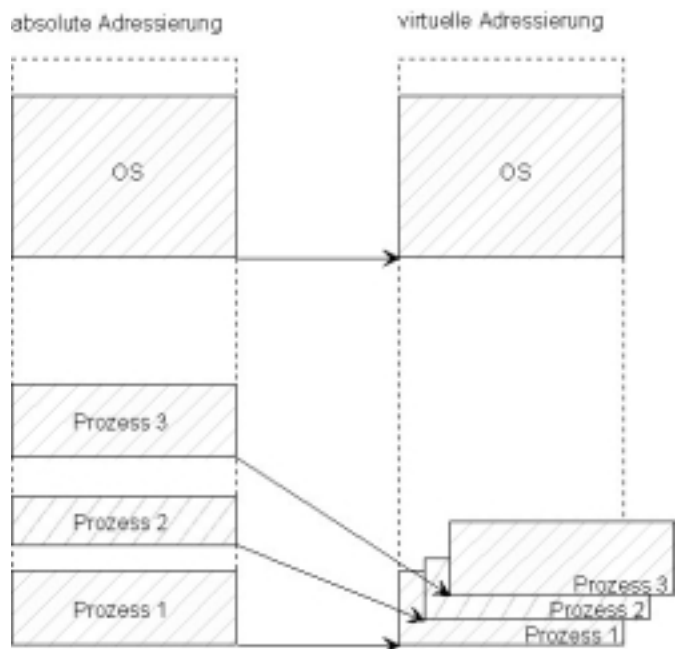 absolute Adressierung
virtuelle Adressierung
OS
OS
Prozess 3
Prozess 2
Prozess 1
Prozess 3
Prozess 2
Prozess 1